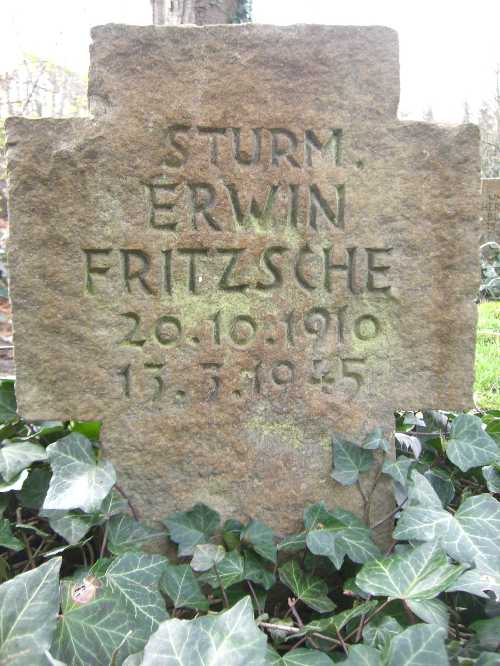 STURM.
ERWIN
FRITZSCHE
20.10.1910
13.3.1945